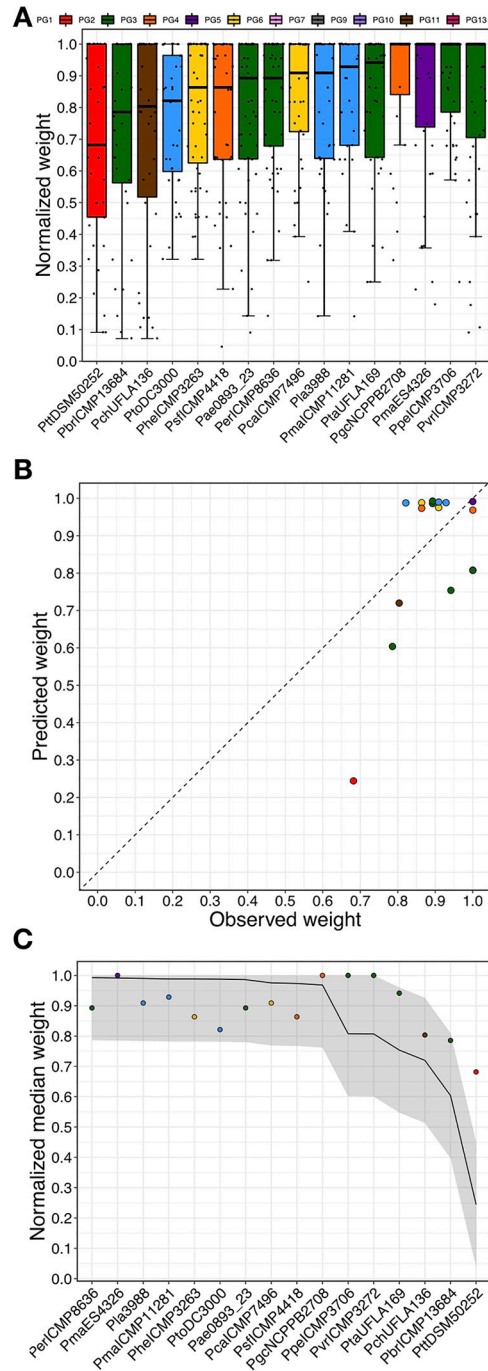 A
PG1 PG2 PG3 PG4 PG5 PG6 PG7 PG9 PG10 PG11 PG13
Normalized weight
1.0
0.9
0.8
0.7
0.6
0.5
0.4
0.3
0.2
0.1
0.0
PttDSM50252
PbrICMP13684
PchUFLA136
PtoDC3000
PheICMP3263
PsfICMP4418
Pae0893_23
PerICMP8636
PcaICMP7496
Pla3988
PmaICMP11281
PtaUFLA169
PgcNCPPB2708
PmaES4326
PpeICMP3706
PvrICMP3272
B
Predicted weight
1.0
0.9
0.8
0.7
0.6
0.5
0.4
0.3
0.2
0.1
0.0
0.0 0.1 0.2 0.3 0.4 0.5 0.6 0.7 0.8 0.9 1.0
Observed weight
C
Normalized median weight
1.0
0.9
0.8
0.7
0.6
0.5
0.4
0.3
0.2
0.1
0.0
PerICMP8636
PmaES4326
Pla3988
PmaICMP11281
PheICMP3263
PtoDC3000
Pae0893_23
PcaICMP7496
PsfICMP4418
PgcNCPPB2708
PpeICMP3706
PvrICMP3272
PtaUFLA169
PchUFLA136
PbrICMP13684
PttDSM50252